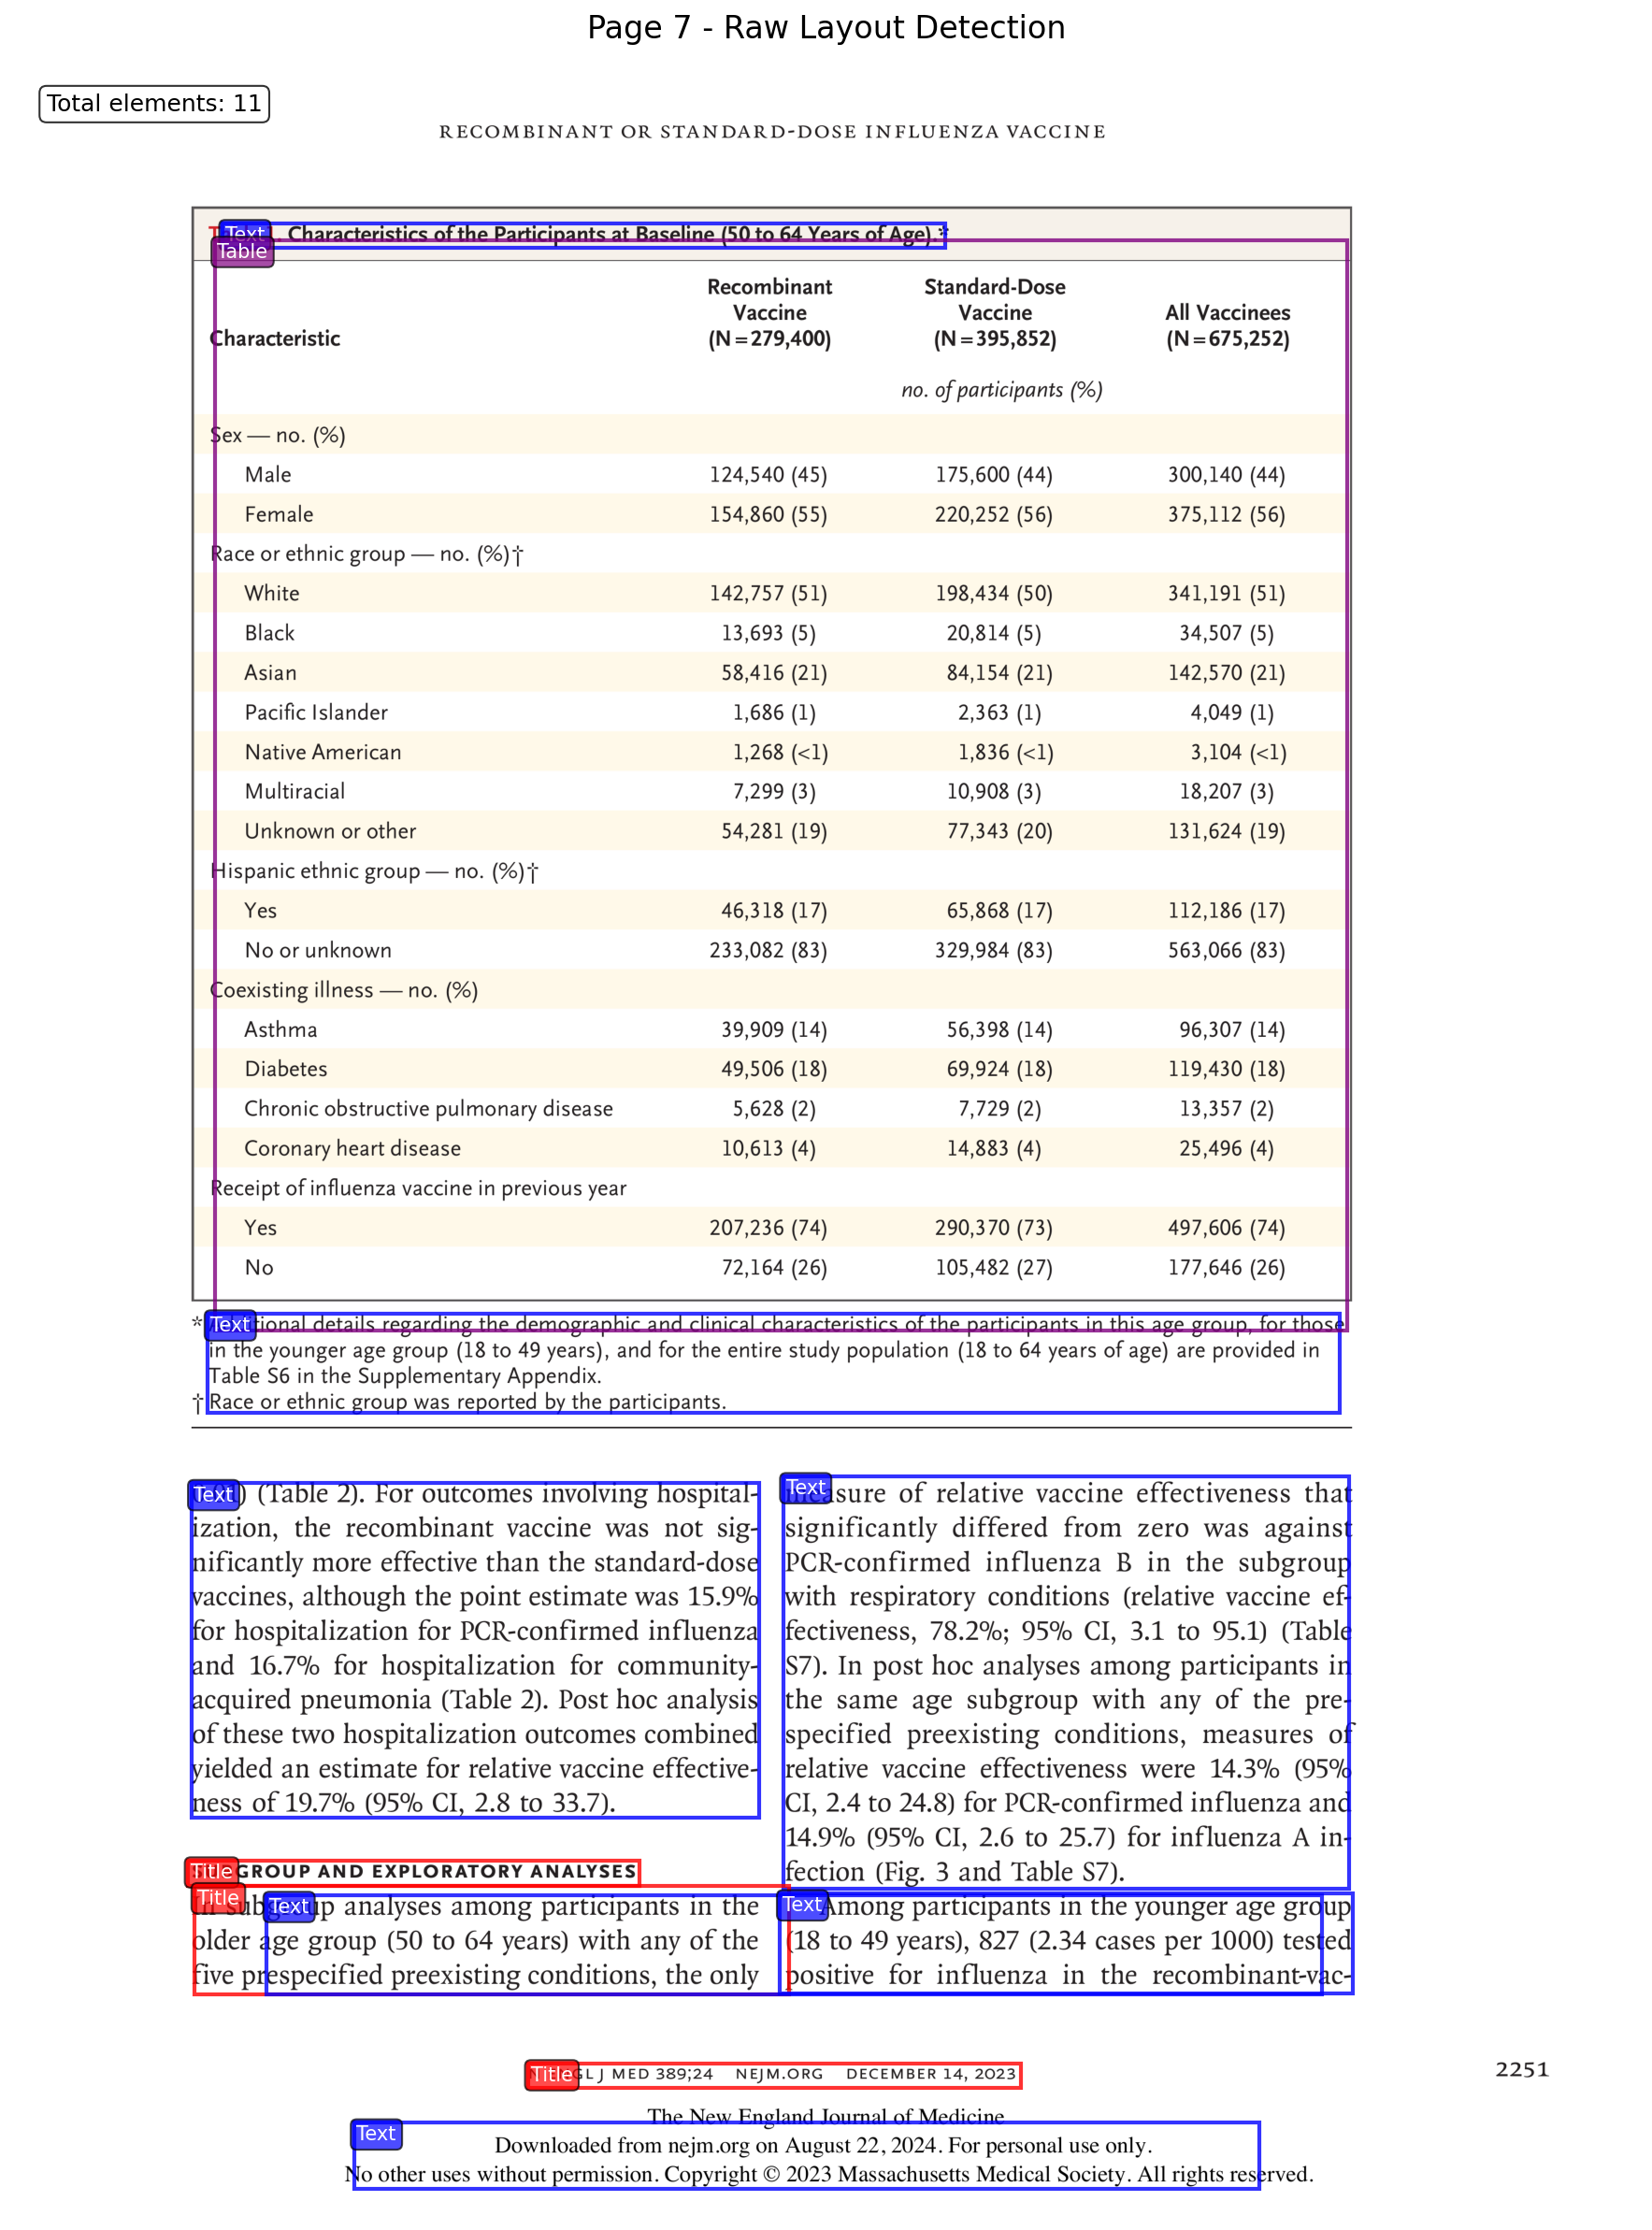 Page 7 - Raw Layout Detection
Total elements: 11
RECOMBINANT OR STANDARD-DOSE INFLUENZA VACCINE
Text . Characteristics of the Participants at Baseline (50 to 64 Years of Age).*
Table
Characteristic Recombinant Vaccine (N=279,400) Standard-Dose Vaccine (N=395,852) All Vaccinees (N=675,252)
no. of participants (%)
Sex — no. (%)
Male 124,540 (45) 175,600 (44) 300,140 (44)
Female 154,860 (55) 220,252 (56) 375,112 (56)
Race or ethnic group — no. (%)†
White 142,757 (51) 198,434 (50) 341,191 (51)
Black 13,693 (5) 20,814 (5) 34,507 (5)
Asian 58,416 (21) 84,154 (21) 142,570 (21)
Pacific Islander 1,686 (1) 2,363 (1) 4,049 (1)
Native American 1,268 (<1) 1,836 (<1) 3,104 (<1)
Multiracial 7,299 (3) 10,908 (3) 18,207 (3)
Unknown or other 54,281 (19) 77,343 (20) 131,624 (19)
Hispanic ethnic group — no. (%)†
Yes 46,318 (17) 65,868 (17) 112,186 (17)
No or unknown 233,082 (83) 329,984 (83) 563,066 (83)
Coexisting illness — no. (%)
Asthma 39,909 (14) 56,398 (14) 96,307 (14)
Diabetes 49,506 (18) 69,924 (18) 119,430 (18)
Chronic obstructive pulmonary disease 5,628 (2) 7,729 (2) 13,357 (2)
Coronary heart disease 10,613 (4) 14,883 (4) 25,496 (4)
Receipt of influenza vaccine in previous year
Yes 207,236 (74) 290,370 (73) 497,606 (74)
No 72,164 (26) 105,482 (27) 177,646 (26)
* Text details regarding the demographic and clinical characteristics of the participants in this age group, for those
in the younger age group (18 to 49 years), and for the entire study population (18 to 64 years of age) are provided in
Table S6 in the Supplementary Appendix.
† Race or ethnic group was reported by the participants.
Text ) (Table 2). For outcomes involving hospital-
ization, the recombinant vaccine was not sig-
nificantly more effective than the standard-dose
vaccines, although the point estimate was 15.9%
for hospitalization for PCR-confirmed influenza
and 16.7% for hospitalization for community-
acquired pneumonia (Table 2). Post hoc analysis
of these two hospitalization outcomes combined
yielded an estimate for relative vaccine effective-
ness of 19.7% (95% CI, 2.8 to 33.7).
Title GROUP AND EXPLORATORY ANALYSES
Title
Text
In subgroup analyses among participants in the
older age group (50 to 64 years) with any of the
five prespecified preexisting conditions, the only
Text
measure of relative vaccine effectiveness that
significantly differed from zero was against
PCR-confirmed influenza B in the subgroup
with respiratory conditions (relative vaccine ef-
fectiveness, 78.2%; 95% CI, 3.1 to 95.1) (Table
S7). In post hoc analyses among participants in
the same age subgroup with any of the pre-
specified preexisting conditions, measures of
relative vaccine effectiveness were 14.3% (95%
CI, 2.4 to 24.8) for PCR-confirmed influenza and
14.9% (95% CI, 2.6 to 25.7) for influenza A in-
fection (Fig. 3 and Table S7).
Text Among participants in the younger age group
(18 to 49 years), 827 (2.34 cases per 1000) tested
positive for influenza in the recombinant-vac-
Title J MED 389;24 NEJM.ORG DECEMBER 14, 2023 2251
The New England Journal of Medicine
Text
Downloaded from nejm.org on August 22, 2024. For personal use only.
No other uses without permission. Copyright © 2023 Massachusetts Medical Society. All rights reserved.